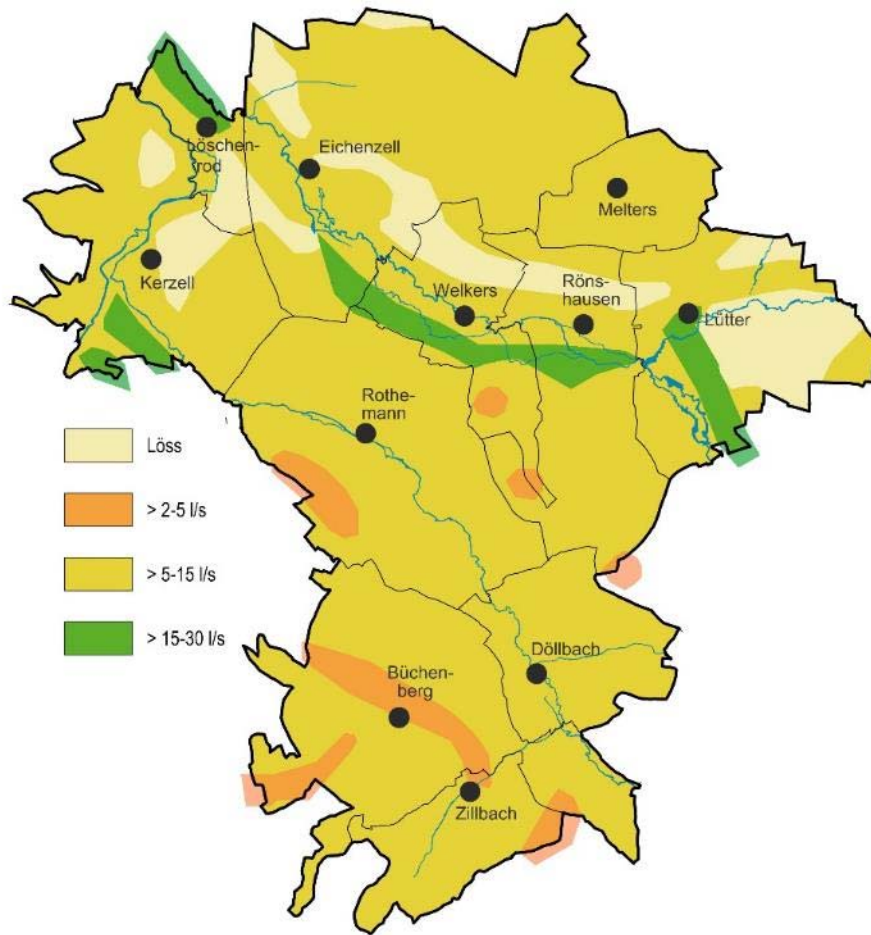 Löschen-
rod
Eichenzell
Melters
Kerzell
Welkers
Röns-
hausen
Lütter
Rothe-
mann
Löss
> 2-5 l/s
> 5-15 l/s
> 15-30 l/s
Döllbach
Büchen-
berg
Zillbach